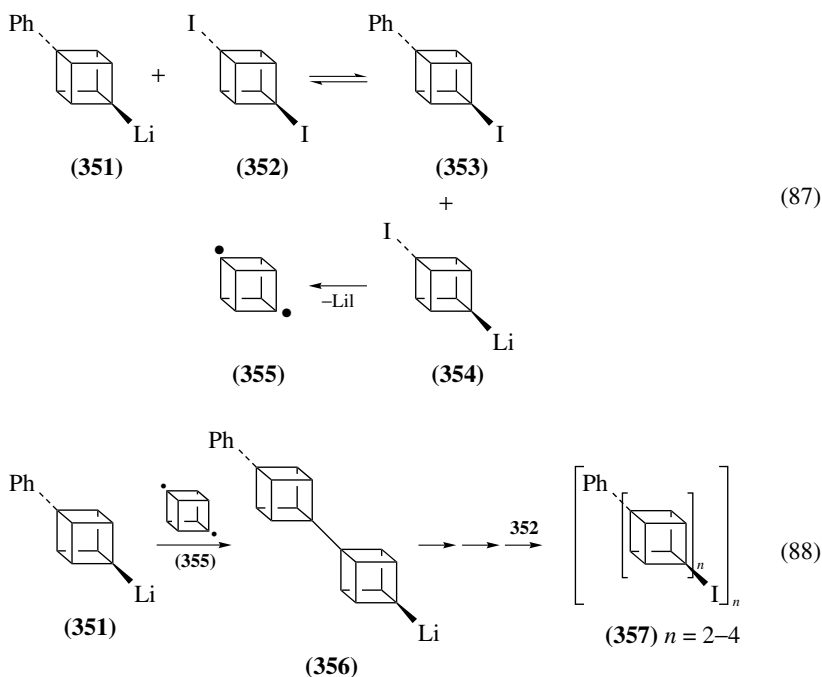 Ph I Ph
+
Li I I
(351) (352) (353)
(87)
+
I
–LiI
Li
(355) (354)
Ph
Ph 352 Ph
(355) n (88)
Li I n
(351) Li (357) n = 2–4
(356)